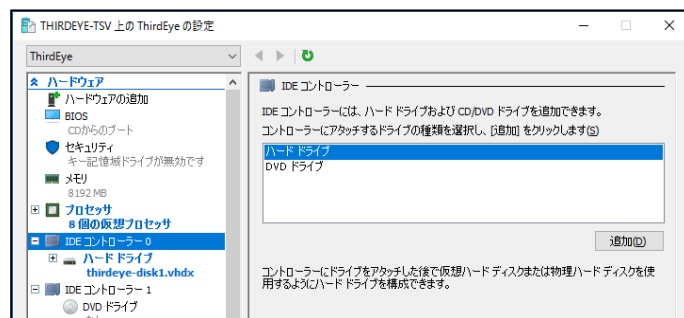 THIRDEYE-TSV 上の ThirdEye の設定
ThirdEye
ハードウェア
ハードウェアの追加
BIOS
CDからのブート
セキュリティ
キー記憶域ドライブが無効です
メモリ
8192 MB
プロセッサ
8 個の仮想プロセッサ
IDE コントローラー 0
ハード ドライブ
thirdeye-disk1.vhdx
IDE コントローラー 1
DVD ドライブ
IDE コントローラー
IDE コントローラーには、ハード ドライブおよび CD/DVD ドライブを追加できます。
コントローラーにアタッチするドライブの種類を選択し、[追加] をクリックします(S)
ハード ドライブ
DVD ドライブ
追加(D)
コントローラーにドライブをアタッチした後で仮想ハード ディスクまたは物理ハード ディスクを使
用するようにハード ドライブを構成できます。